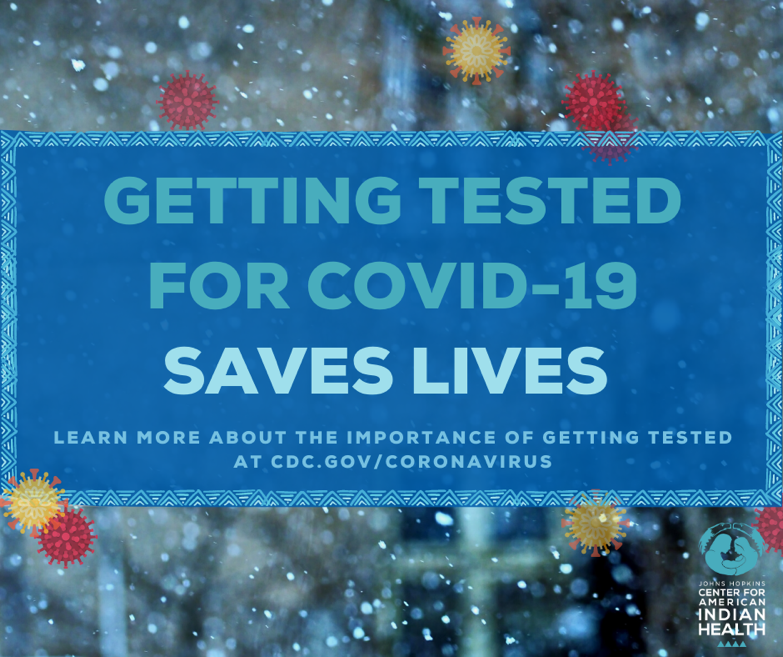 GETTING TESTED
FOR COVID-19
SAVES LIVES
LEARN MORE ABOUT THE IMPORTANCE OF GETTING TESTED
AT CDC.GOV/CORONAVIRUS
JOHNS HOPKINS
CENTER FOR
AMERICAN
INDIAN
HEALTH